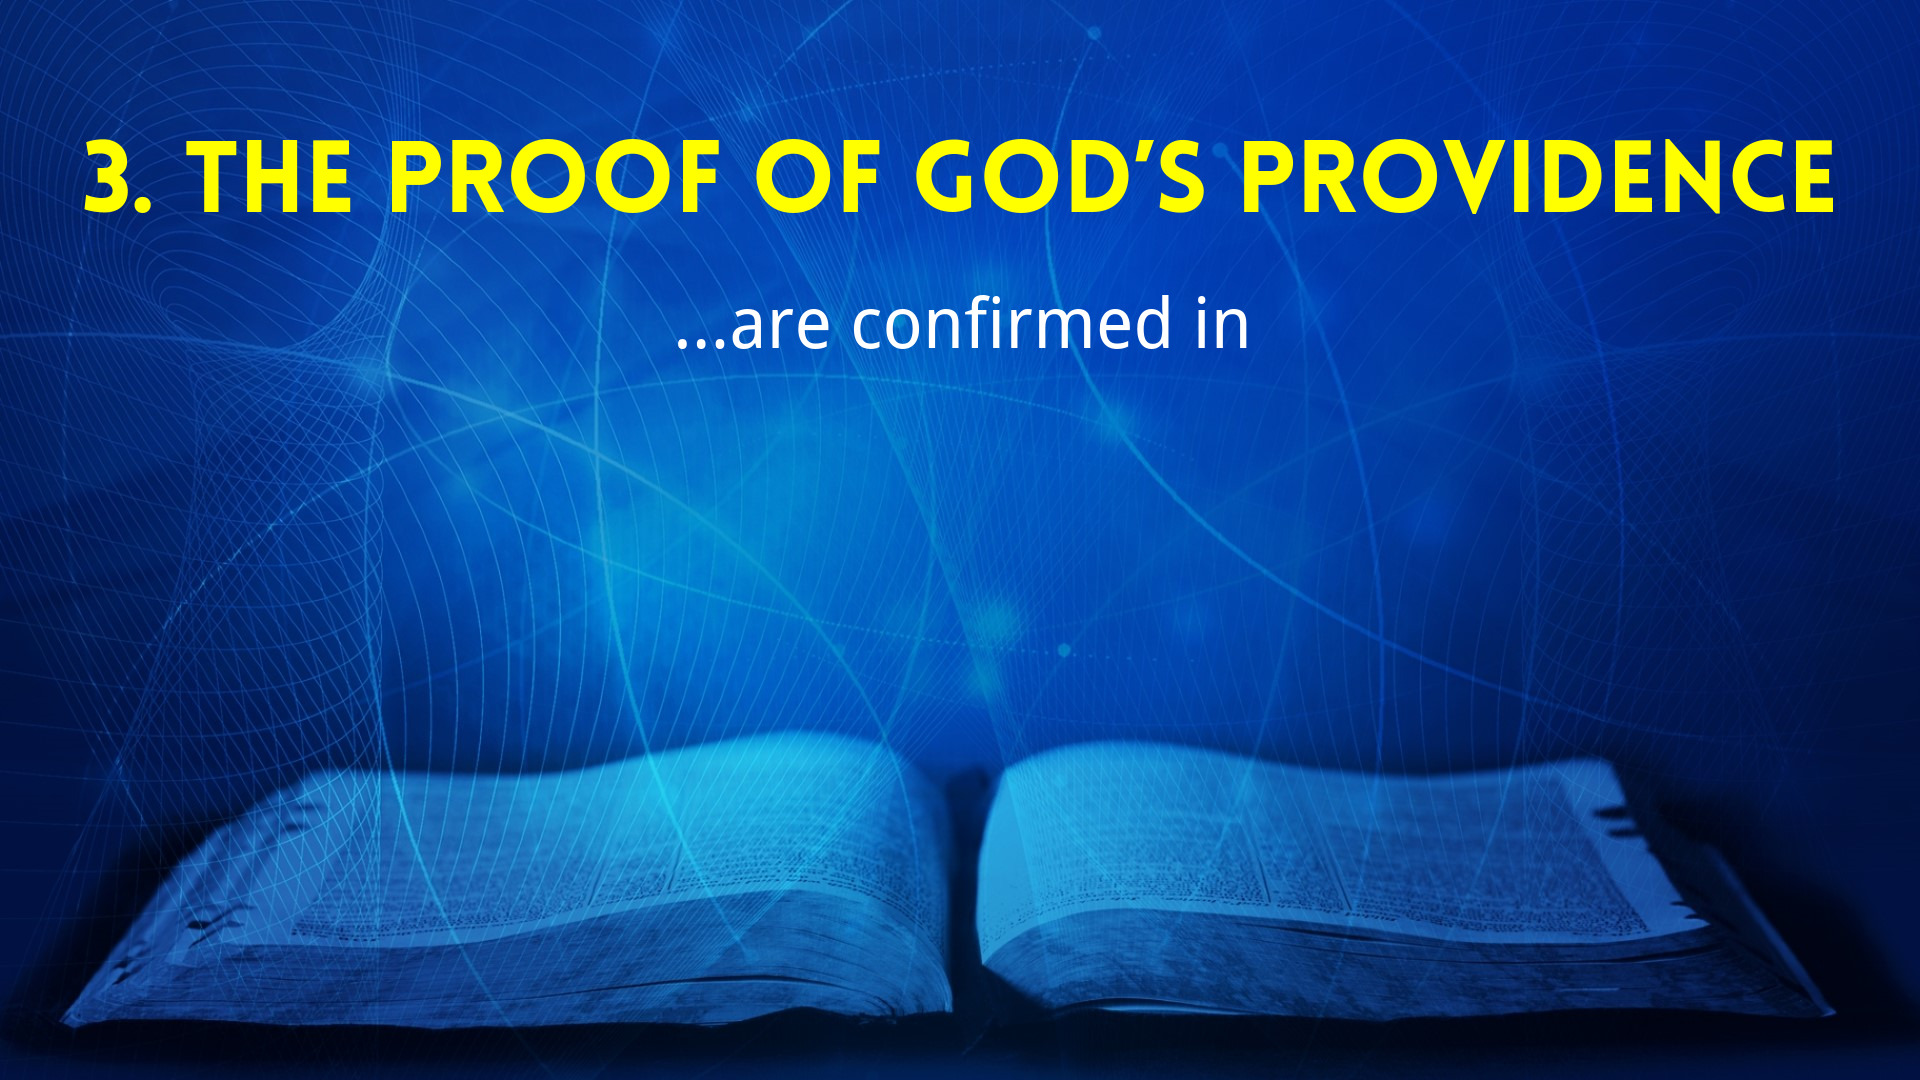 3. THE PROOF OF GOD’S PROVIDENCE
...are confirmed in